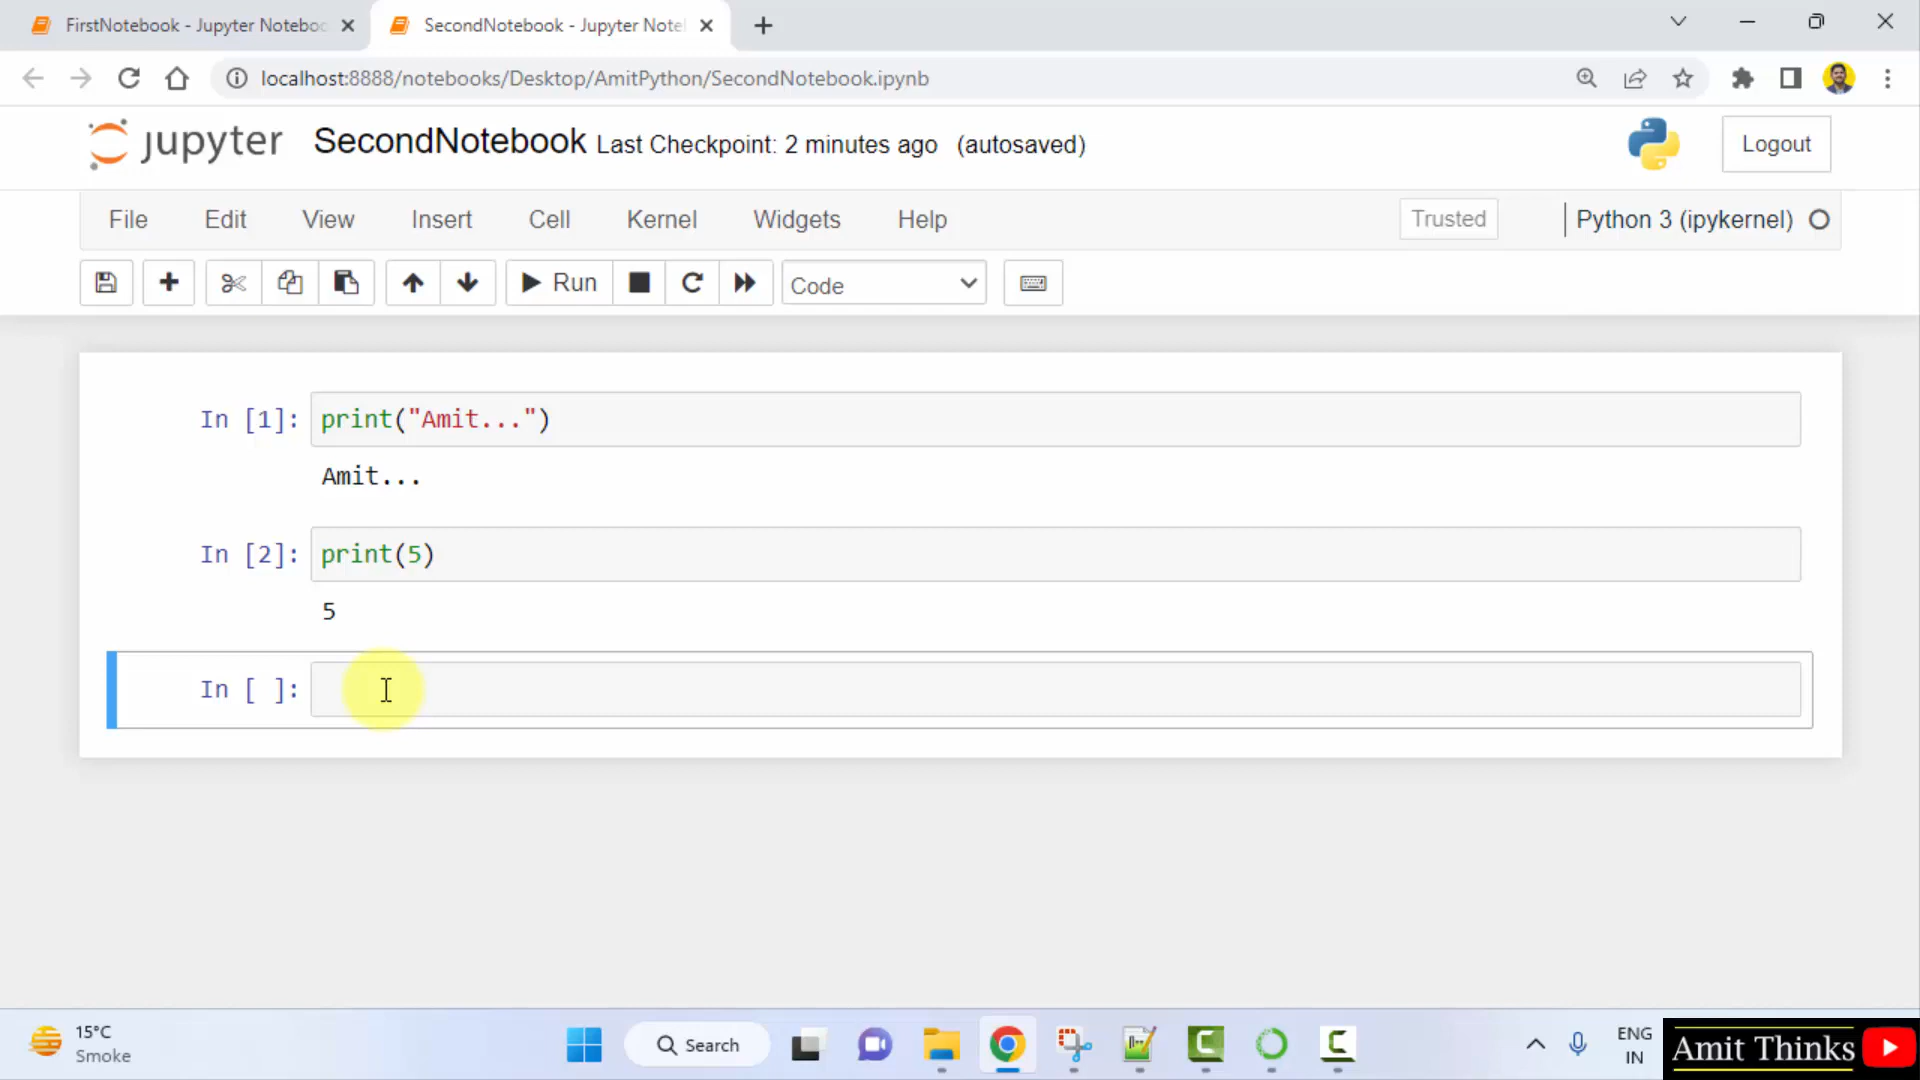 FirstNotebook - Jupyter Noteboo
SecondNotebook - Jupyter Note
localhost:8888/notebooks/Desktop/AmitPython/SecondNotebook.ipynb
jupyter SecondNotebook Last Checkpoint: 2 minutes ago (autosaved)
Logout
File Edit View Insert Cell Kernel Widgets Help
Trusted
Python 3 (ipykernel)
Run
Code
In [1]: print("Amit...")
Amit...
In [2]: print(5)
5
In [ ]:
15°C
Smoke
Search
ENG
IN
Amit Thinks